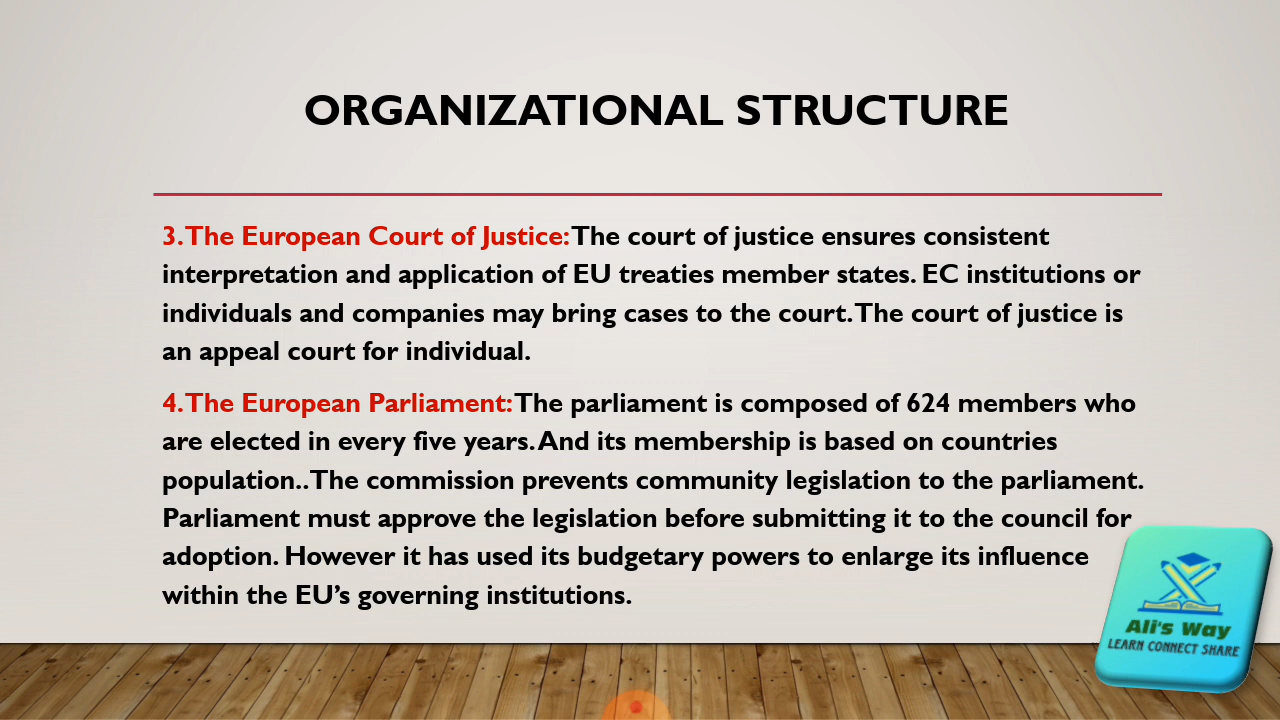 ORGANIZATIONAL STRUCTURE
3. The European Court of Justice: The court of justice ensures consistent
interpretation and application of EU treaties member states. EC institutions or
individuals and companies may bring cases to the court. The court of justice is
an appeal court for individual.
4. The European Parliament: The parliament is composed of 624 members who
are elected in every five years. And its membership is based on countries
population.. The commission prevents community legislation to the parliament.
Parliament must approve the legislation before submitting it to the council for
adoption. However it has used its budgetary powers to enlarge its influence
within the EU’s governing institutions.
Ali's Way
LEARN CONNECT SHARE